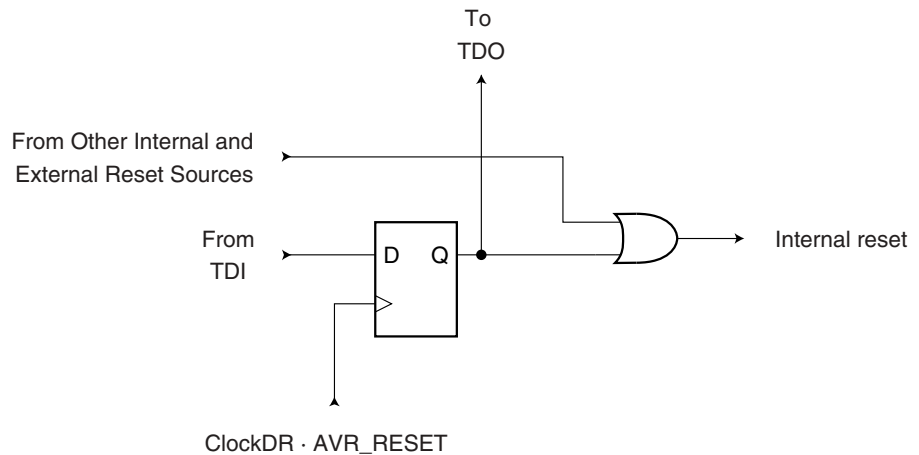 To
TDO
From Other Internal and
External Reset Sources
From
TDI
D Q
Internal reset
ClockDR · AVR_RESET